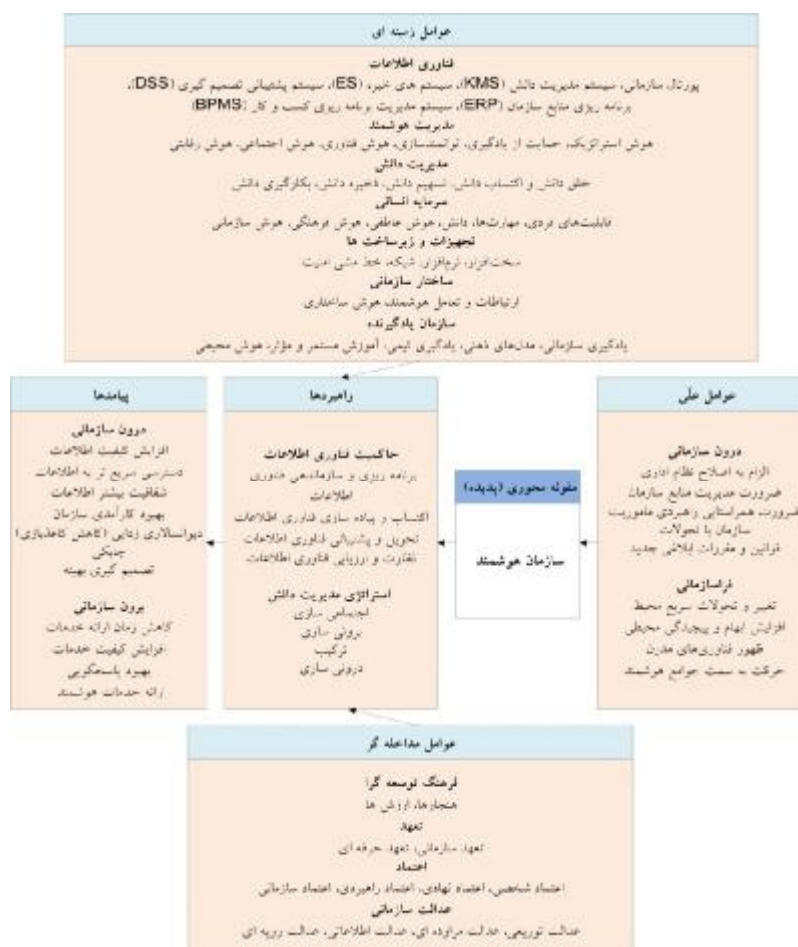 عوامل زمینه ای
فناوری اطلاعات
پورتال سازمانی، سیستم مدیریت دانش (KMS)، سیستم های خبره (ES)، سیستم پشتیبانی تصمیم گیری (DSS)،
برنامه ریزی منابع سازمان (ERP)، سیستم مدیریت برنامه ریزی کسب و کار (BPMS)
مدیریت هوشمند
هوش استراتژیک، حمایت از یادگیری، توانمندسازی، هوش فناوری، هوش اجتماعی، هوش رقابتی
مدیریت دانش
خلق دانش و اکتساب دانش، تسهیم دانش، ذخیره دانش، بکارگیری دانش
سرمایه انسانی
قابلیت‌های فردی، مهارت‌ها، دانش، هوش عاطفی، هوش فرهنگی، هوش سازمانی
تجهیزات و زیرساخت ها
سخت‌افزار، نرم‌افزار، شبکه، خط مشی امنیت
ساختار سازمانی
ارتباطات و تعامل هوشمند، هوش ساختاری
سازمان یادگیرنده
یادگیری سازمانی، مدل‌های ذهنی، یادگیری تیمی، آموزش مستمر و مؤثر، هوش محیطی
عوامل علّی
درون سازمانی
الزام به اصلاح نظام اداری
ضرورت مدیریت منابع سازمان
ضرورت همراستایی راهبردی ماموریت
سازمان با تحولات
قوانین و مقررات ابلاغی جدید
فراسازمانی
تغییر و تحولات سریع محیط
افزایش ابهام و پیچیدگی محیطی
ظهور فناوری‌های مدرن
حرکت به سمت جوامع هوشمند
مقوله محوری (پدیده)
سازمان هوشمند
راهبردها
حاکمیت فناوری اطلاعات
برنامه ریزی و سازماندهی فناوری
اطلاعات
اکتساب و پیاده سازی فناوری اطلاعات
تحویل و پشتیبانی فناوری اطلاعات
نظارت و ارزیابی فناوری اطلاعات
استراتژی مدیریت دانش
اجتماعی سازی
برونی سازی
ترکیب
درونی سازی
پیامدها
درون سازمانی
افزایش کیفیت اطلاعات
دسترسی سریع تر به اطلاعات
شفافیت بیشتر اطلاعات
بهبود کارآمدی سازمان
دیوانسالاری زدایی (کاهش کاغذبازی)
چابکی
تصمیم گیری بهینه
برون سازمانی
کاهش زمان ارائه خدمات
افزایش کیفیت خدمات
بهبود پاسخگویی
ارائه خدمات هوشمند
عوامل مداخله گر
فرهنگ توسعه گرا
هنجارها، ارزش ها
تعهد
تعهد سازمانی، تعهد حرفه ای
اعتماد
اعتماد شخصی، اعتماد نهادی، اعتماد راهبردی، اعتماد سازمانی
عدالت سازمانی
عدالت توزیعی، عدالت مراوده ای، عدالت اطلاعاتی، عدالت رویه ای